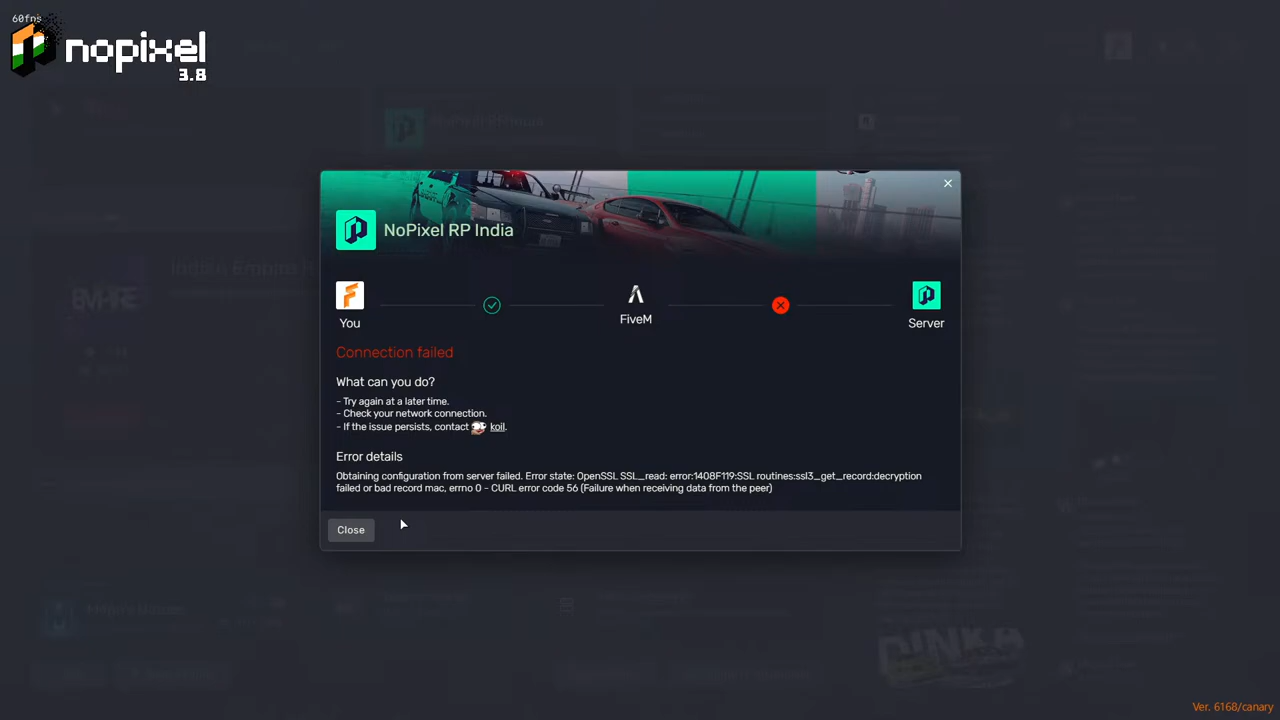 60fps
nopixel
3.8
NoPixel RP India
You
FiveM
Server
Connection failed
What can you do?
- Try again at a later time.
- Check your network connection.
- If the issue persists, contact koil.
Error details
Obtaining configuration from server failed. Error state: OpenSSL SSL_read: error:1408F119:SSL routines:ssl3_get_record:decryption
failed or bad record mac, errno 0 - CURL error code 56 (Failure when receiving data from the peer)
Close
Ver. 6168/canary